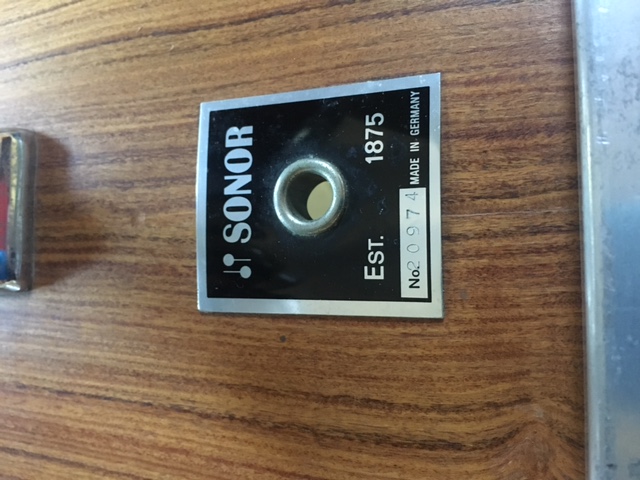 SONOR
EST. 1875
No. 20974 MADE IN GERMANY